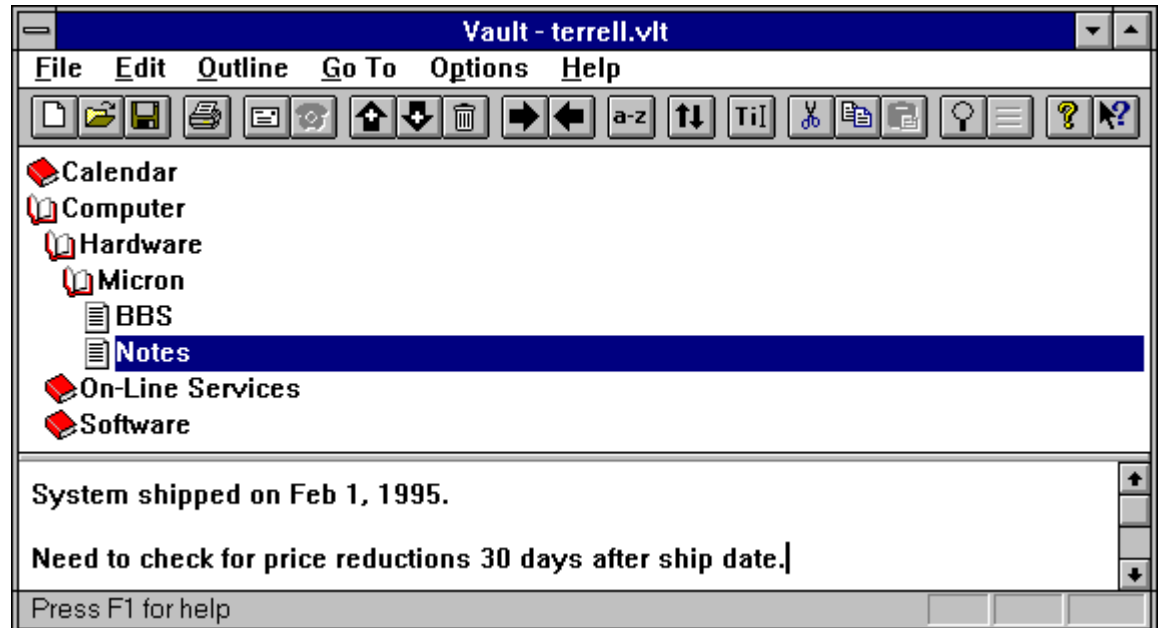 Vault - terrell.vlt
File Edit Outline Go To Options Help
a-z TiI ? ?
Calendar
Computer
Hardware
Micron
BBS
Notes
On-Line Services
Software
System shipped on Feb 1, 1995.
Need to check for price reductions 30 days after ship date.
Press F1 for help